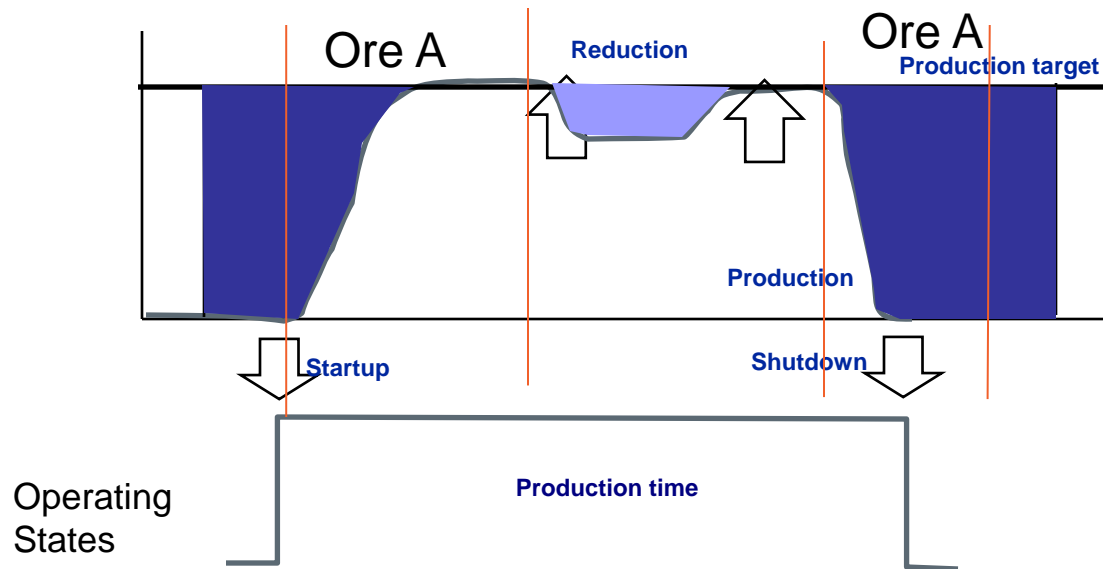 Ore A
Reduction
Ore A
Production target
Production
Startup
Shutdown
Production time
Operating
States